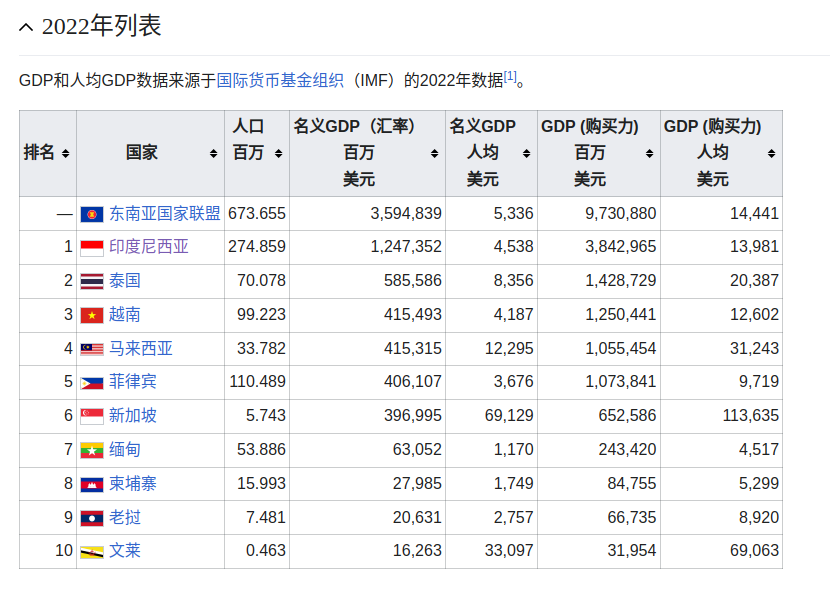 2022年列表
GDP和人均GDP数据来源于国际货币基金组织（IMF）的2022年数据[1]。
排名 国家 人口 百万 名义GDP（汇率） 百万 美元 名义GDP 人均 美元 GDP (购买力) 百万 美元 GDP (购买力) 人均 美元
— 东南亚国家联盟 673.655 3,594,839 5,336 9,730,880 14,441
1 印度尼西亚 274.859 1,247,352 4,538 3,842,965 13,981
2 泰国 70.078 585,586 8,356 1,428,729 20,387
3 越南 99.223 415,493 4,187 1,250,441 12,602
4 马来西亚 33.782 415,315 12,295 1,055,454 31,243
5 菲律宾 110.489 406,107 3,676 1,073,841 9,719
6 新加坡 5.743 396,995 69,129 652,586 113,635
7 缅甸 53.886 63,052 1,170 243,420 4,517
8 柬埔寨 15.993 27,985 1,749 84,755 5,299
9 老挝 7.481 20,631 2,757 66,735 8,920
10 文莱 0.463 16,263 33,097 31,954 69,063